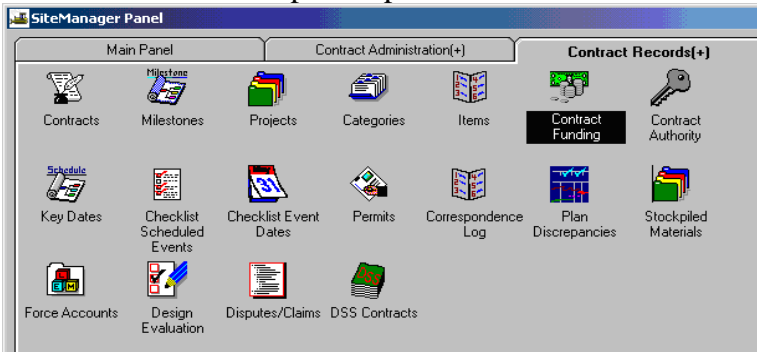 SiteManager Panel
Main Panel
Contract Administration(+)
Contract Records(+)
Contracts
Milestone
Milestones
Projects
Categories
Items
Contract
Funding
Contract
Authority
Schedule
Key Dates
Checklist
Scheduled
Events
Checklist Event
Dates
Permits
Correspondence
Log
Plan
Discrepancies
Stockpiled
Materials
Force Accounts
Design
Evaluation
Disputes/Claims
DSS Contracts